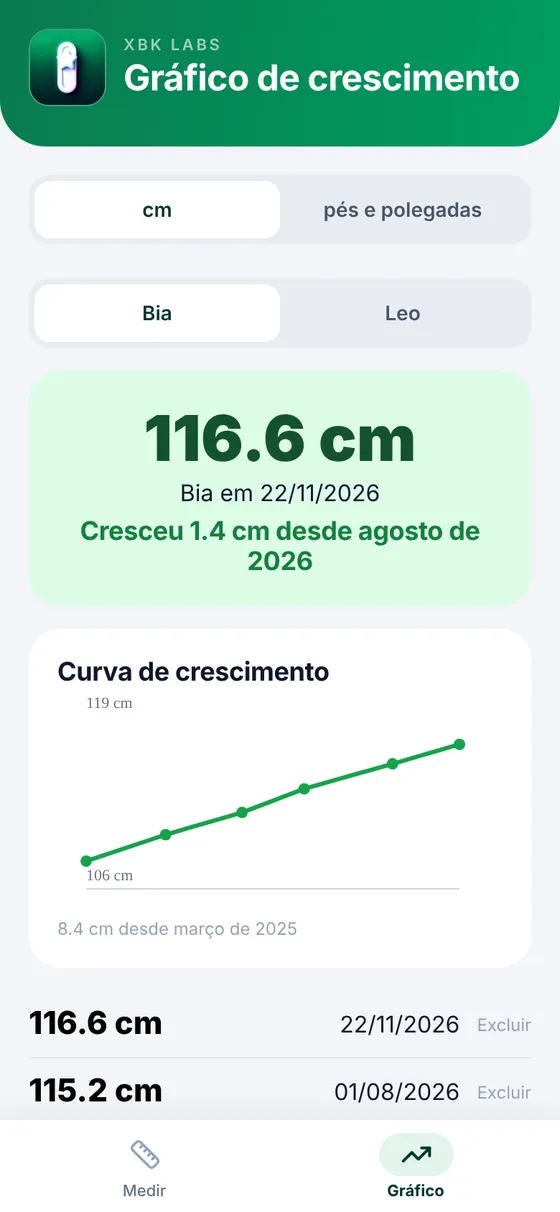 XBK LABS
Gráfico de crescimento
cm
pés e polegadas
Bia
Leo
116.6 cm
Bia em 22/11/2026
Cresceu 1.4 cm desde agosto de
2026
Curva de crescimento
119 cm
106 cm
8.4 cm desde março de 2025
116.6 cm 22/11/2026 Excluir
115.2 cm 01/08/2026 Excluir
Medir
Gráfico